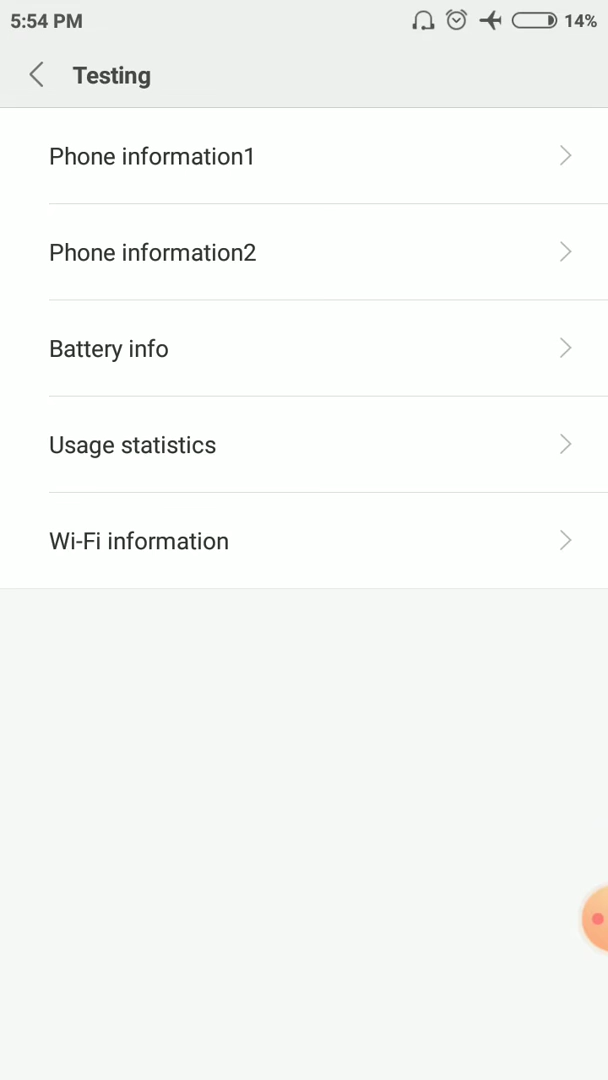 5:54 PM 14%
Testing
Phone information1
Phone information2
Battery info
Usage statistics
Wi-Fi information